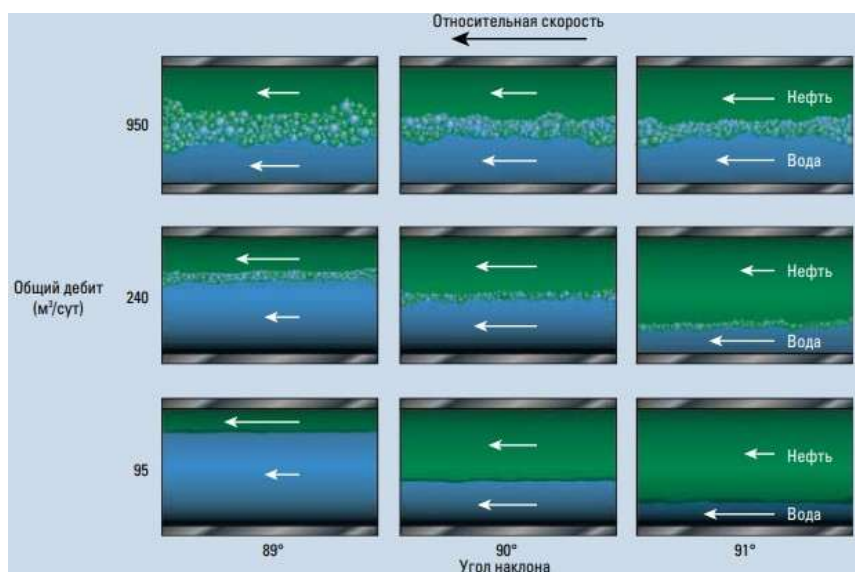 Относительная скорость
950
Нефть
Вода
Общий дебит
(м³/сут)
240
Нефть
Вода
95
Нефть
Вода
89°
90°
91°
Угол наклона